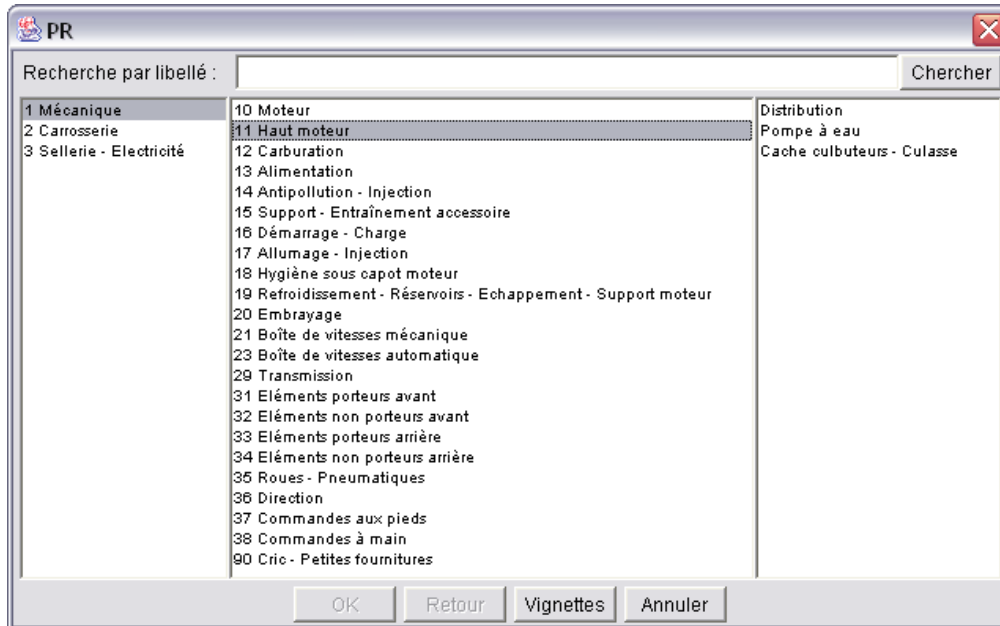 PR
Recherche par libellé :
Chercher
1 Mécanique
2 Carrosserie
3 Sellerie - Electricité
10 Moteur
11 Haut moteur
12 Carburation
13 Alimentation
14 Antipollution - Injection
15 Support - Entraînement accessoire
16 Démarrage - Charge
17 Allumage - Injection
18 Hygiène sous capot moteur
19 Refroidissement - Réservoirs - Echappement - Support moteur
20 Embrayage
21 Boîte de vitesses mécanique
23 Boîte de vitesses automatique
29 Transmission
31 Eléments porteurs avant
32 Eléments non porteurs avant
33 Eléments porteurs arrière
34 Eléments non porteurs arrière
35 Roues - Pneumatiques
36 Direction
37 Commandes aux pieds
38 Commandes à main
90 Cric - Petites fournitures
Distribution
Pompe à eau
Cache culbuteurs - Culasse
OK
Retour
Vignettes
Annuler